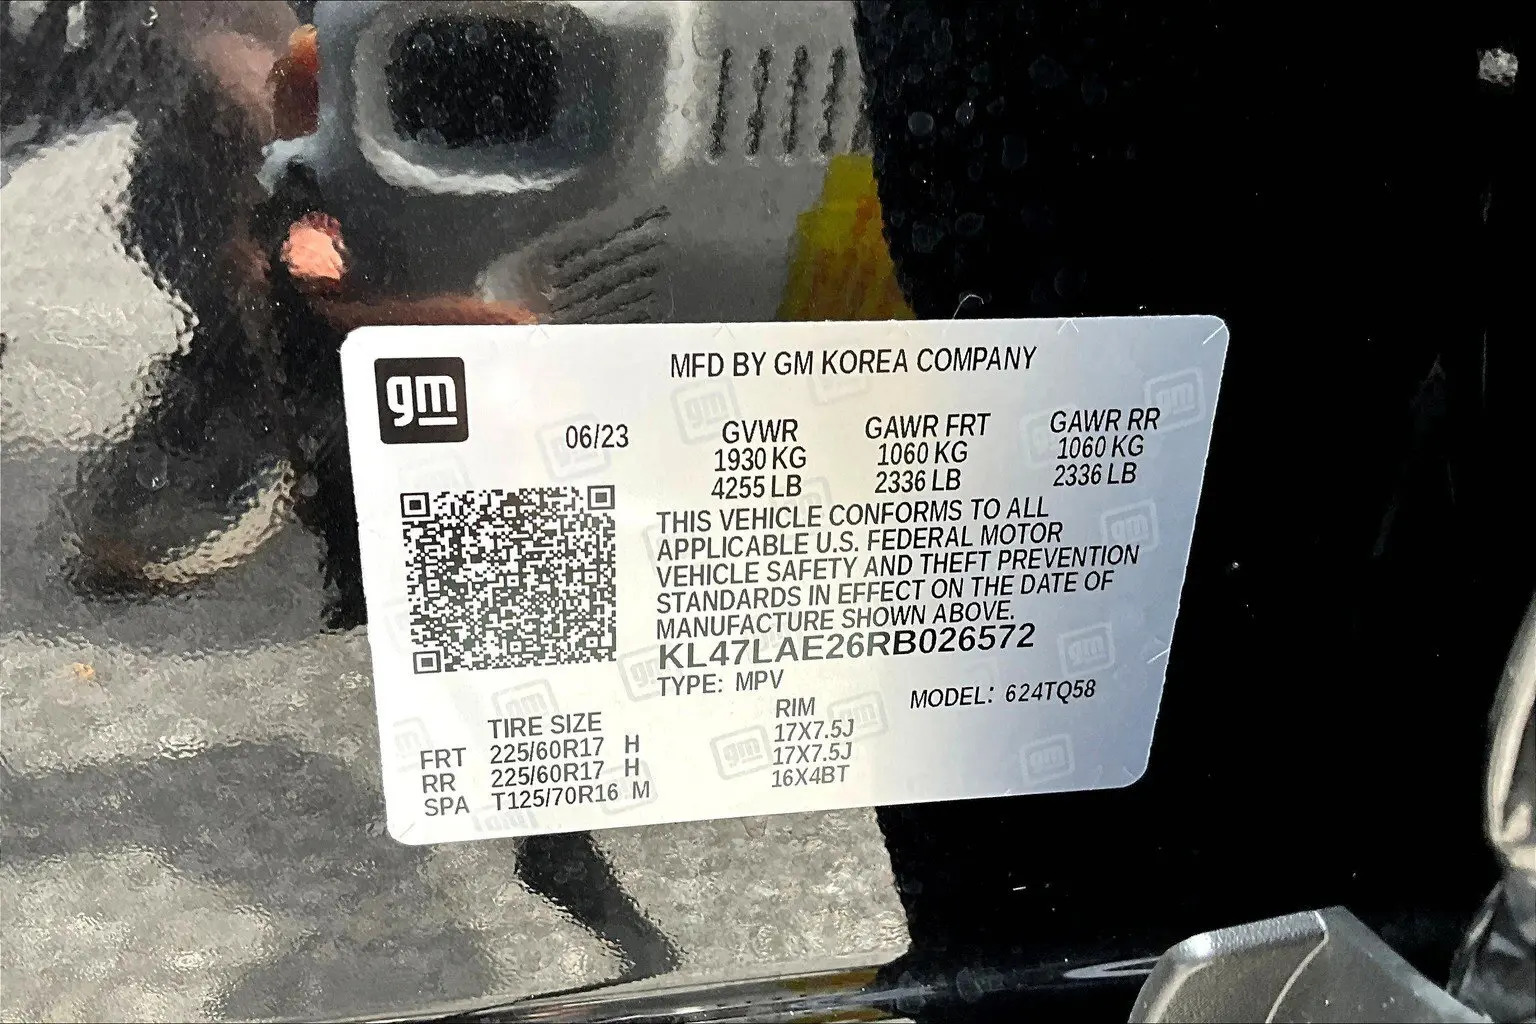 gm
MFD BY GM KOREA COMPANY
06/23
GVWR GAWR FRT GAWR RR
1930 KG 1060 KG 1060 KG
4255 LB 2336 LB 2336 LB
THIS VEHICLE CONFORMS TO ALL
APPLICABLE U.S. FEDERAL MOTOR
VEHICLE SAFETY AND THEFT PREVENTION
STANDARDS IN EFFECT ON THE DATE OF
MANUFACTURE SHOWN ABOVE.
KL47LAE26RB026572
TYPE: MPV MODEL: 624TQ58
TIRE SIZE RIM
FRT 225/60R17 H 17X7.5J
RR 225/60R17 H 17X7.5J
SPA T125/70R16 M 16X4BT